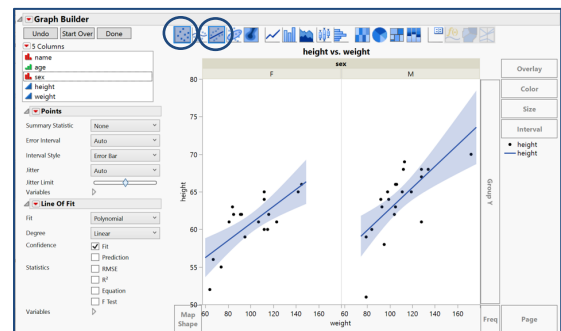 Graph Builder
Undo Start Over Done
5 Columns
name
age
sex
height
weight
Points
Summary Statistic None
Error Interval Auto
Interval Style Error Bar
Jitter Auto
Jitter Limit
Variables
Line Of Fit
Fit Polynomial
Degree Linear
Confidence Fit
Prediction
Statistics RMSE
R²
Equation
F Test
Variables
height vs. weight
sex
F M
80
75
70
65
60
55
50
height
60 80 100 120 140 160 60 80 100 120 140 160
weight
Map Shape
Group Y
Freq
Page
Overlay
Color
Size
Interval
height
height